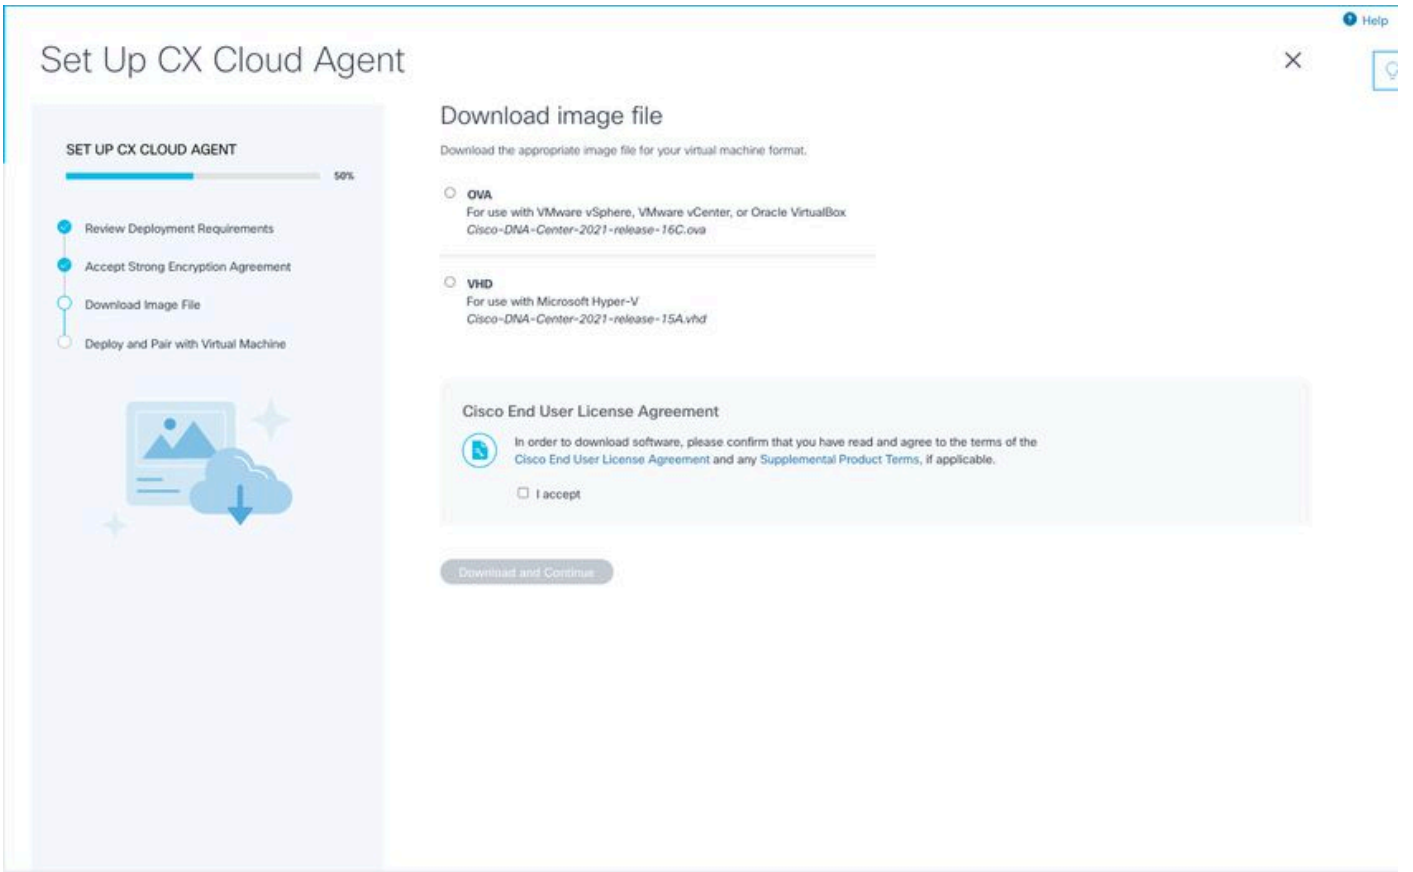 Help
Set Up CX Cloud Agent
SET UP CX CLOUD AGENT
50%
Review Deployment Requirements
Accept Strong Encryption Agreement
Download Image File
Deploy and Pair with Virtual Machine
Download image file
Download the appropriate image file for your virtual machine format.
OVA
For use with VMware vSphere, VMware vCenter, or Oracle VirtualBox
Cisco-DNA-Center-2021-release-16C.ova
VHD
For use with Microsoft Hyper-V
Cisco-DNA-Center-2021-release-15A.vhd
Cisco End User License Agreement
In order to download software, please confirm that you have read and agree to the terms of the
Cisco End User License Agreement and any Supplemental Product Terms, if applicable.
I accept
Download and Continue